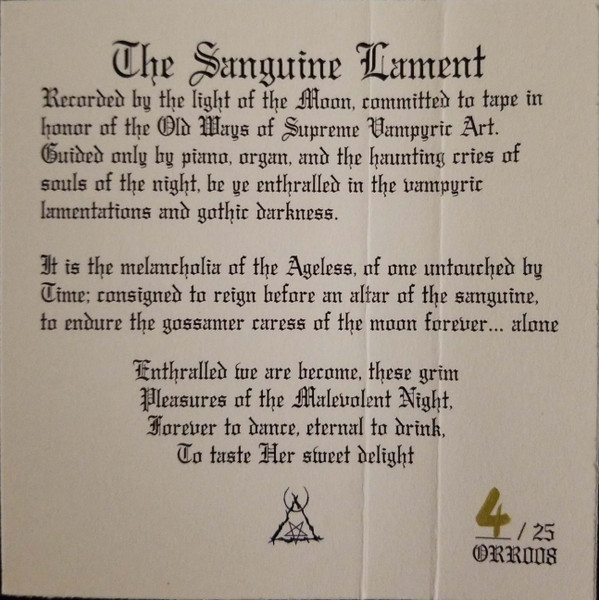 The Sanguine Lament
Recorded by the light of the Moon, committed to tape in
honor of the Old Ways of Supreme Vampyric Art.
Guided only by piano, organ, and the haunting cries of
souls of the night, be ye enthralled in the vampyric
lamentations and gothic darkness.
It is the melancholia of the Ageless, of one untouched by
Time; consigned to reign before an altar of the sanguine,
to endure the gossamer caress of the moon forever... alone
Enthralled we are become, these grim
Pleasures of the Malevolent Night,
Forever to dance, eternal to drink,
To taste Her sweet delight
4 / 25
ORR008